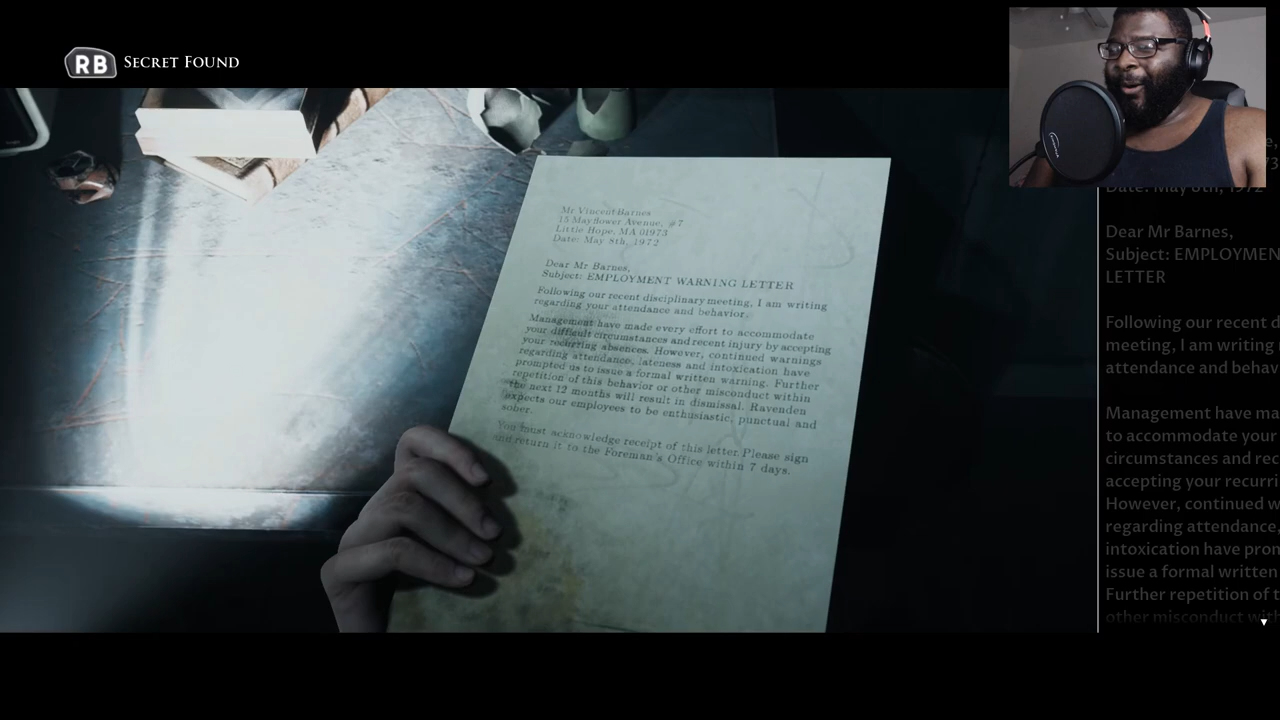 RB SECRET FOUND
Mr Vincent Barnes
15 Mayflower Avenue, #7
Little Hope, MA 01973
Date: May 8th, 1972
Dear Mr Barnes,
Subject: EMPLOYMENT WARNING LETTER
Following our recent disciplinary meeting, I am writing
regarding your attendance and behavior.
Management have made every effort to accommodate
your difficult circumstances and recent injury by accepting
your recurring absences. However, continued warnings
regarding attendance, lateness and intoxication have
prompted us to issue a formal written warning. Further
repetition of this behavior or other misconduct within
the next 12 months will result in dismissal. Ravenden
expects our employees to be enthusiastic, punctual and
sober.
You must acknowledge receipt of this letter. Please sign
and return it to the Foreman's Office within 7 days.
Date: May 8th, 1972
Dear Mr Barnes,
Subject: EMPLOYMEN
LETTER
Following our recent d
meeting, I am writing
attendance and behav
Management have ma
to accommodate your
circumstances and rec
accepting your recurri
However, continued w
regarding attendance,
intoxication have pron
issue a formal written
Further repetition of t
other misconduct with